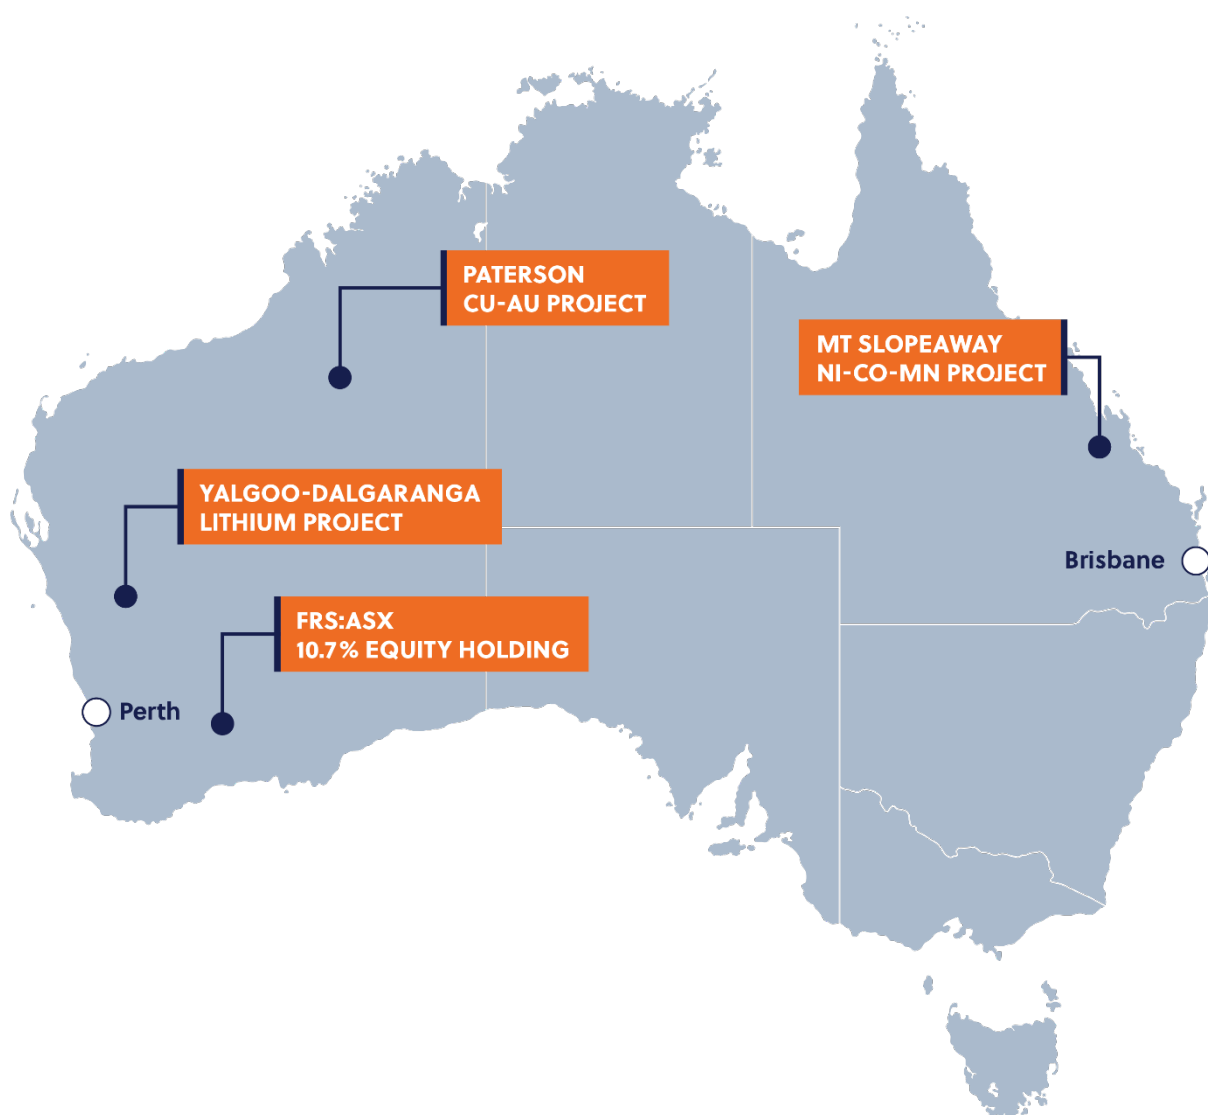 PATERSON
CU-AU PROJECT
MT SLOPEAWAY
NI-CO-MN PROJECT
YALGOO-DALGARANGA
LITHIUM PROJECT
Brisbane
FRS:ASX
10.7% EQUITY HOLDING
Perth